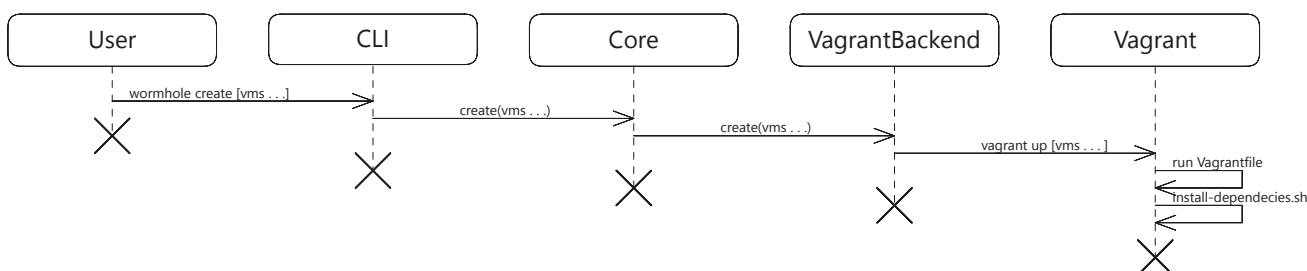 User
CLI
Core
VagrantBackend
Vagrant
wormhole create [vms . . .]
create(vms . . .)
create(vms . . .)
vagrant up [vms . . . ]
run Vagrantfile
install-dependecies.sh